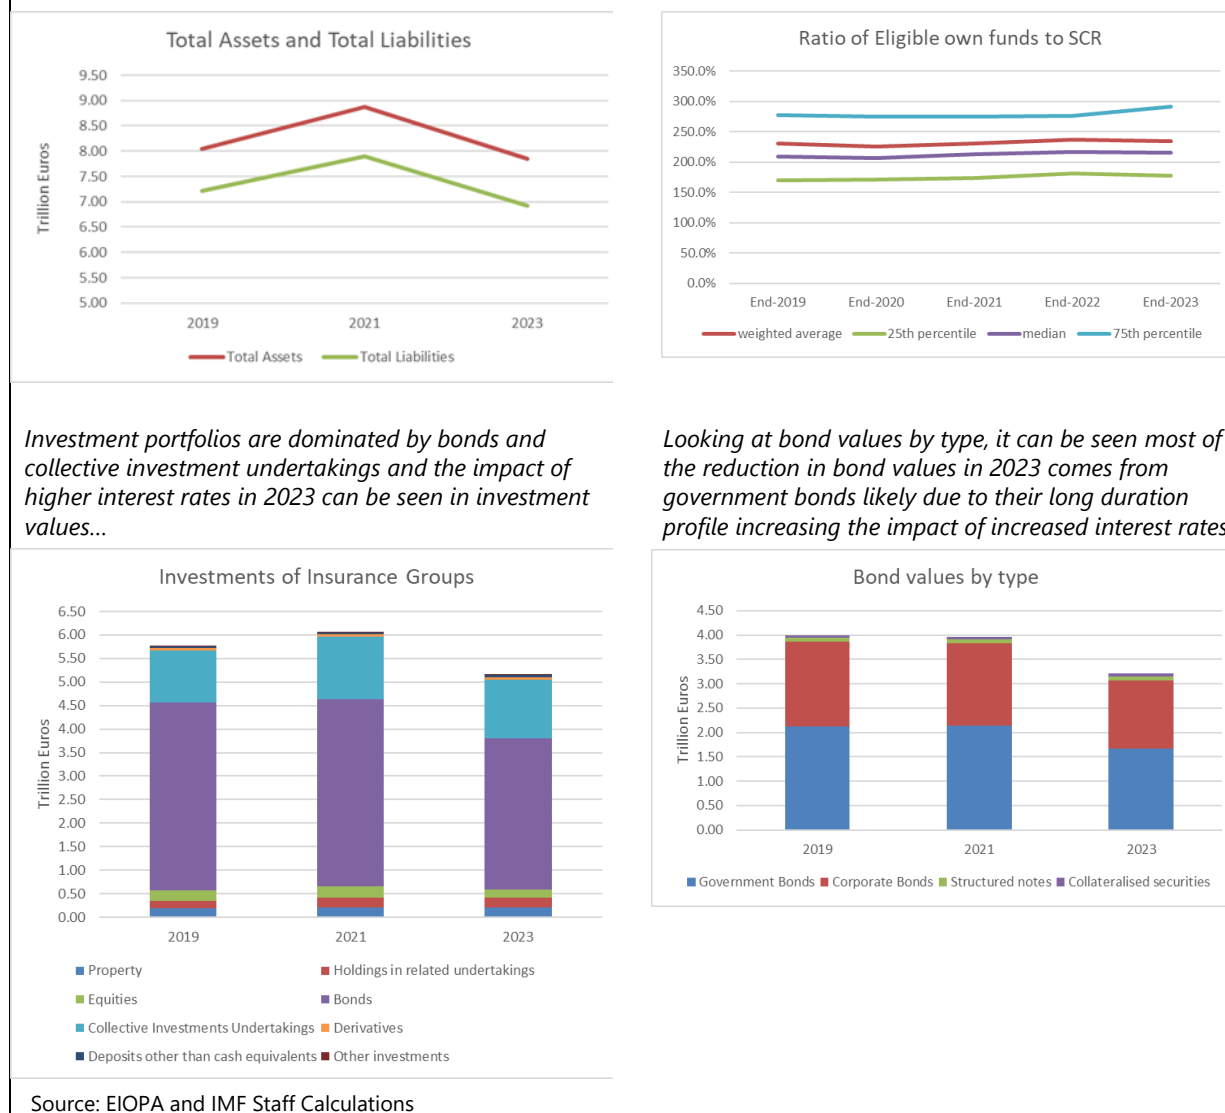 Total Assets and Total Liabilities
9.50
9.00
8.50
8.00
7.50
7.00
6.50
6.00
5.50
5.00
Trillion Euros
2019 2021 2023
Total Assets Total Liabilities
Ratio of Eligible own funds to SCR
350.0%
300.0%
250.0%
200.0%
150.0%
100.0%
50.0%
0.0%
End-2019 End-2020 End-2021 End-2022 End-2023
weighted average 25th percentile median 75th percentile
Investment portfolios are dominated by bonds and
collective investment undertakings and the impact of
higher interest rates in 2023 can be seen in investment
values…
Looking at bond values by type, it can be seen most of
the reduction in bond values in 2023 comes from
government bonds likely due to their long duration
profile increasing the impact of increased interest rates
Investments of Insurance Groups
6.50
6.00
5.50
5.00
4.50
4.00
3.50
3.00
2.50
2.00
1.50
1.00
0.50
0.00
Trillion Euros
2019 2021 2023
Property Holdings in related undertakings
Equities Bonds
Collective Investments Undertakings Derivatives
Deposits other than cash equivalents Other investments
Bond values by type
4.50
4.00
3.50
3.00
2.50
2.00
1.50
1.00
0.50
0.00
Trillion Euros
2019 2021 2023
Government Bonds Corporate Bonds Structured notes Collateralised securities
Source: EIOPA and IMF Staff Calculations